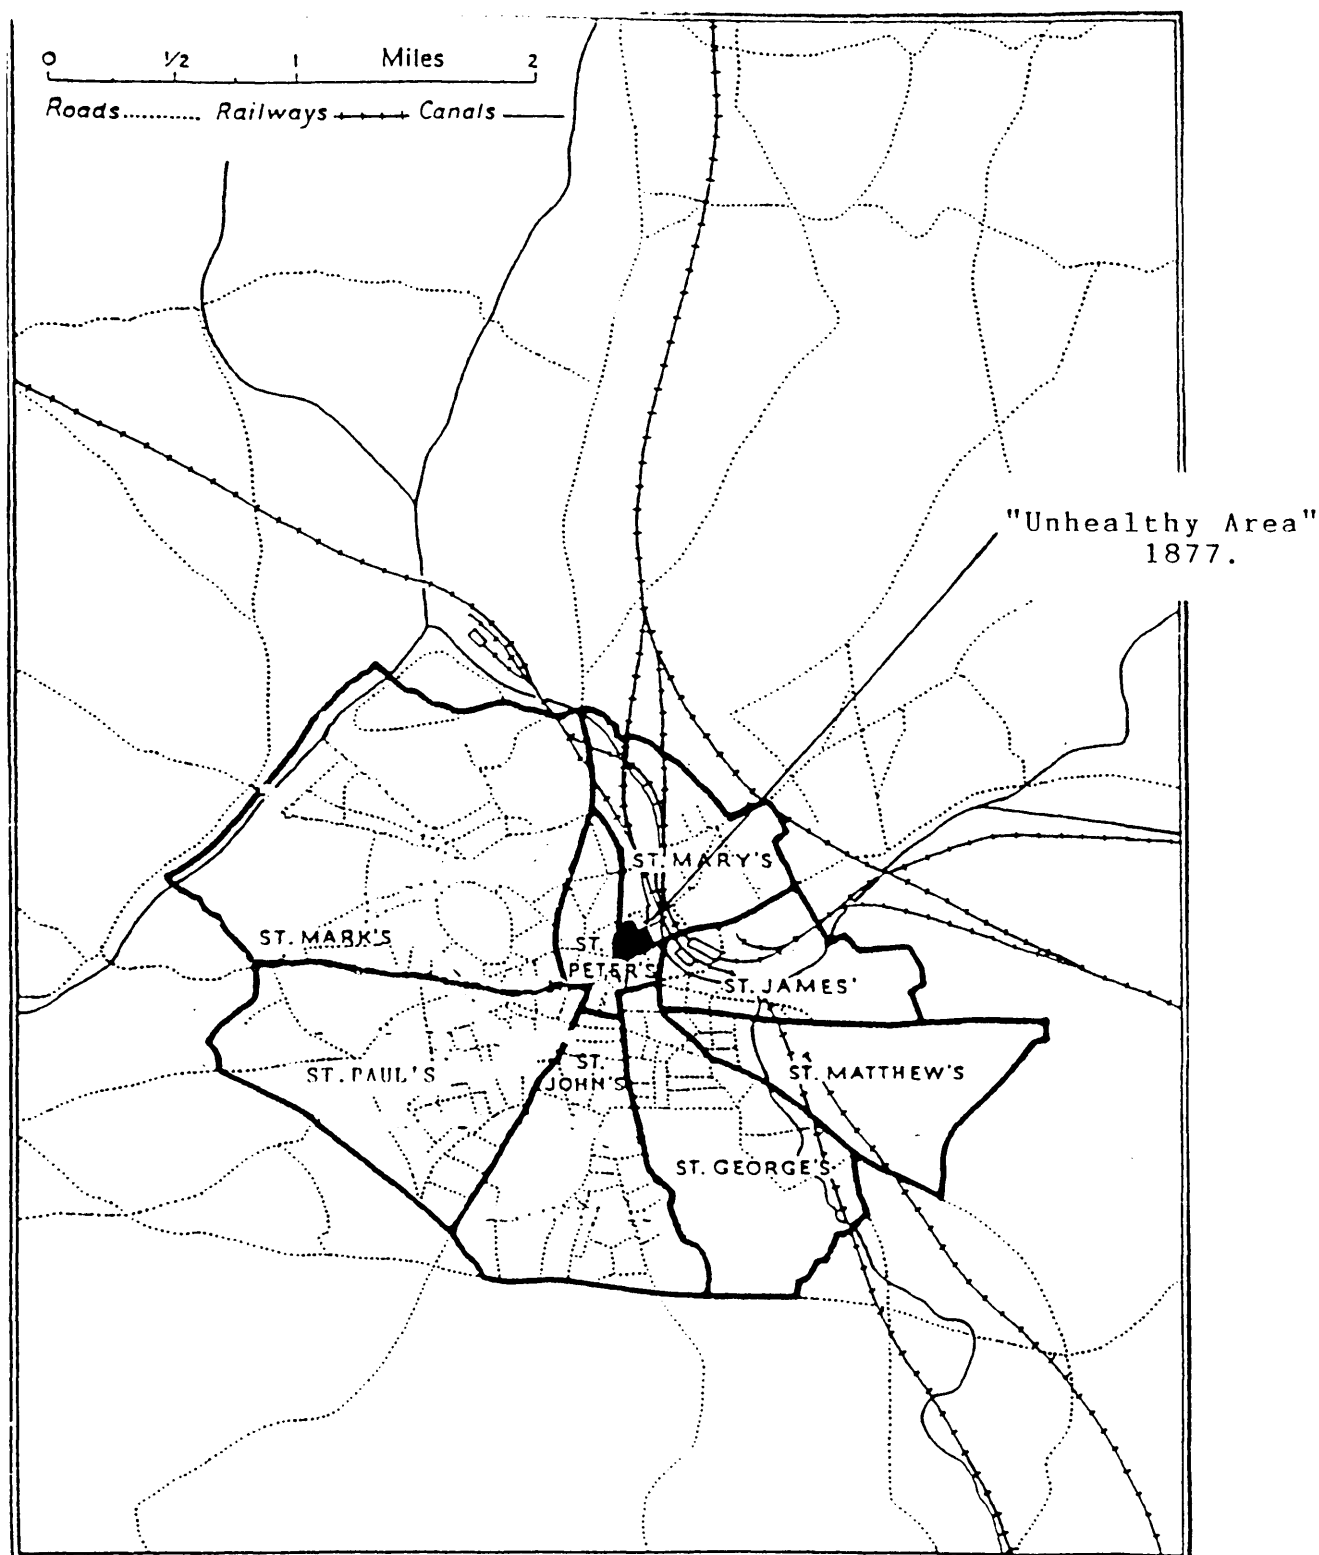 0 1/2 1 Miles 2
Roads.......... Railways Canals
"Unhealthy Area"
1877.
ST. MARY'S
ST. MARK'S
ST.
PETER'S
ST. JAMES'
ST. PAUL'S
ST.
JOHN'S
ST. MATTHEW'S
ST. GEORGE'S